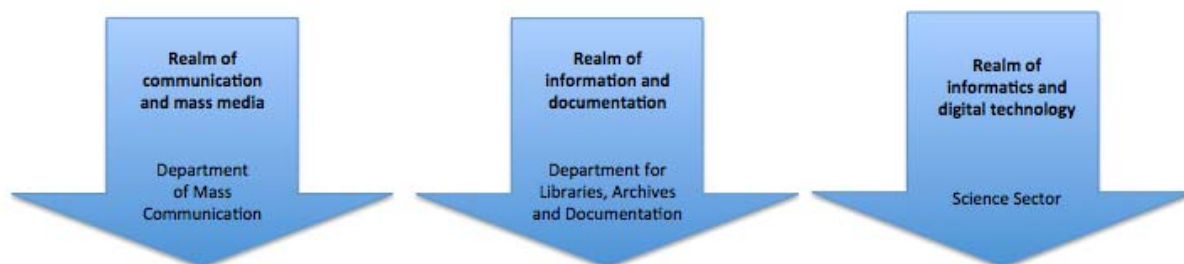 Realm of
communication
and mass media
Department
of Mass
Communication
Realm of
information and
documentation
Department for
Libraries, Archives
and Documentation
Realm of
informatics and
digital technology
Science Sector